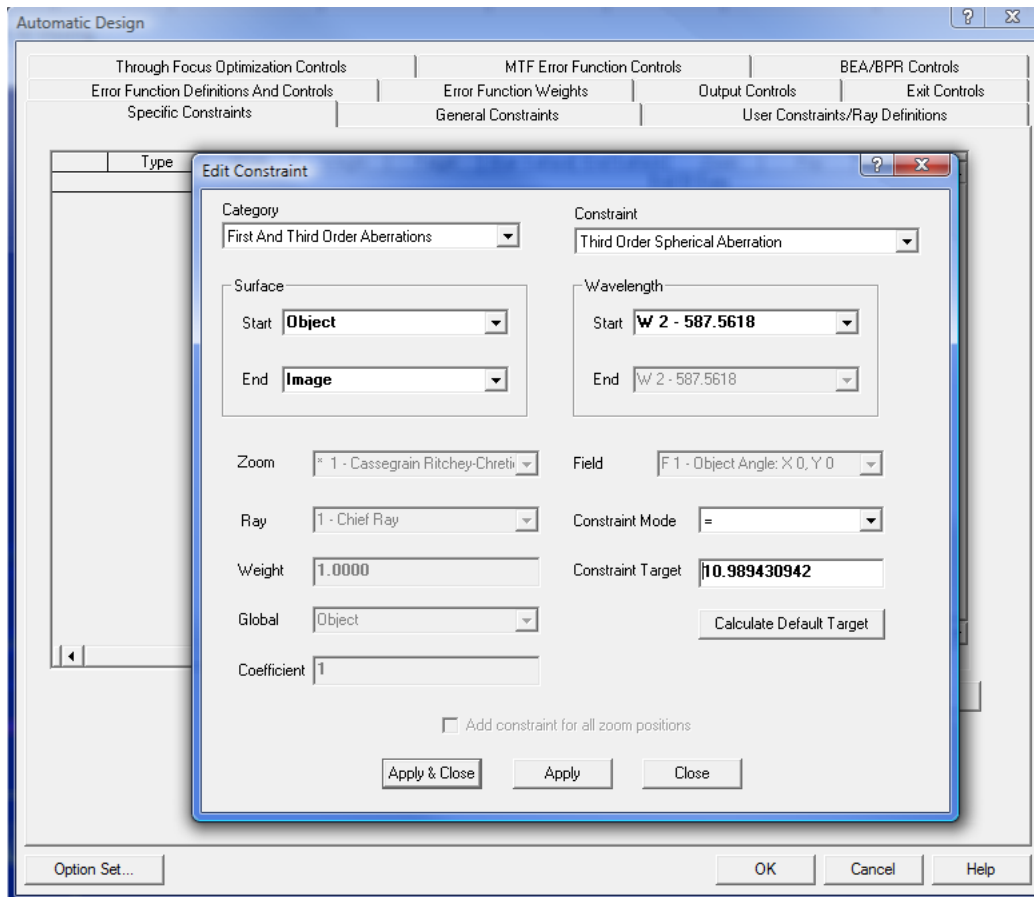 Automatic Design
Through Focus Optimization Controls MTF Error Function Controls BEA/BPR Controls
Error Function Definitions And Controls Error Function Weights Output Controls Exit Controls
Specific Constraints General Constraints User Constraints/Ray Definitions
Type
Edit Constraint
Category Constraint
First And Third Order Aberrations Third Order Spherical Aberration
Surface Wavelength
Start Object Start W 2 - 587.5618
End Image End W 2 - 587.5618
Zoom * 1 - Cassegrain Ritchey-Chreti Field F 1 - Object Angle: X 0, Y 0
Ray 1 - Chief Ray Constraint Mode =
Weight 1.0000 Constraint Target 10.989430942
Global Object Calculate Default Target
Coefficient 1
Add constraint for all zoom positions
Apply & Close Apply Close
Option Set... OK Cancel Help